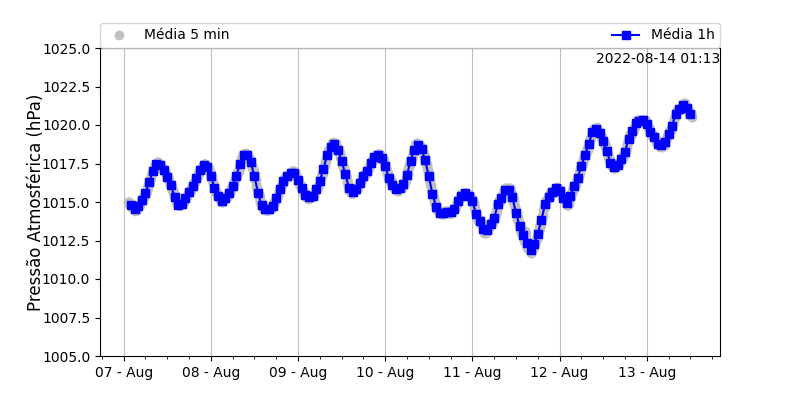 Média 5 min
Média 1h
2022-08-14 01:13
Pressão Atmosférica (hPa)
1025.0
1022.5
1020.0
1017.5
1015.0
1012.5
1010.0
1007.5
1005.0
07 - Aug
08 - Aug
09 - Aug
10 - Aug
11 - Aug
12 - Aug
13 - Aug